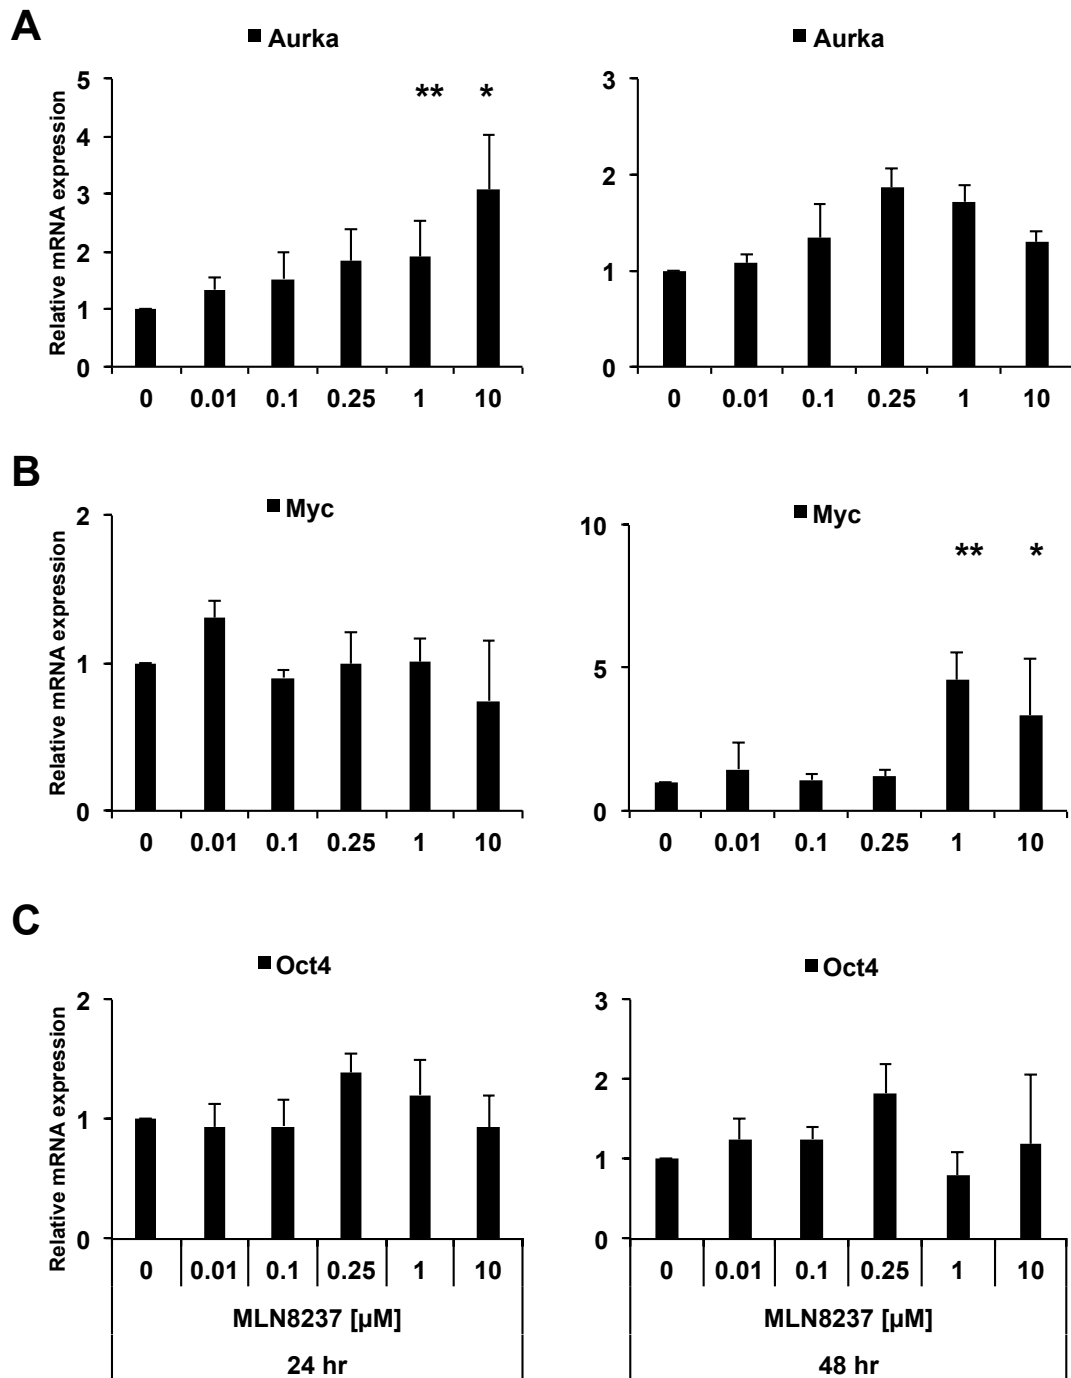 A
Aurka
Aurka
Relative mRNA expression
5
4
3
2
1
0
** *
0 0.01 0.1 0.25 1 10
3
2
1
0
0 0.01 0.1 0.25 1 10
B
Myc
Myc
Relative mRNA expression
2
1
0
0 0.01 0.1 0.25 1 10
10
5
0
** *
0 0.01 0.1 0.25 1 10
C
Oct4
Oct4
Relative mRNA expression
2
1
0
0 0.01 0.1 0.25 1 10
MLN8237 [µM]
24 hr
3
2
1
0
0 0.01 0.1 0.25 1 10
MLN8237 [µM]
48 hr